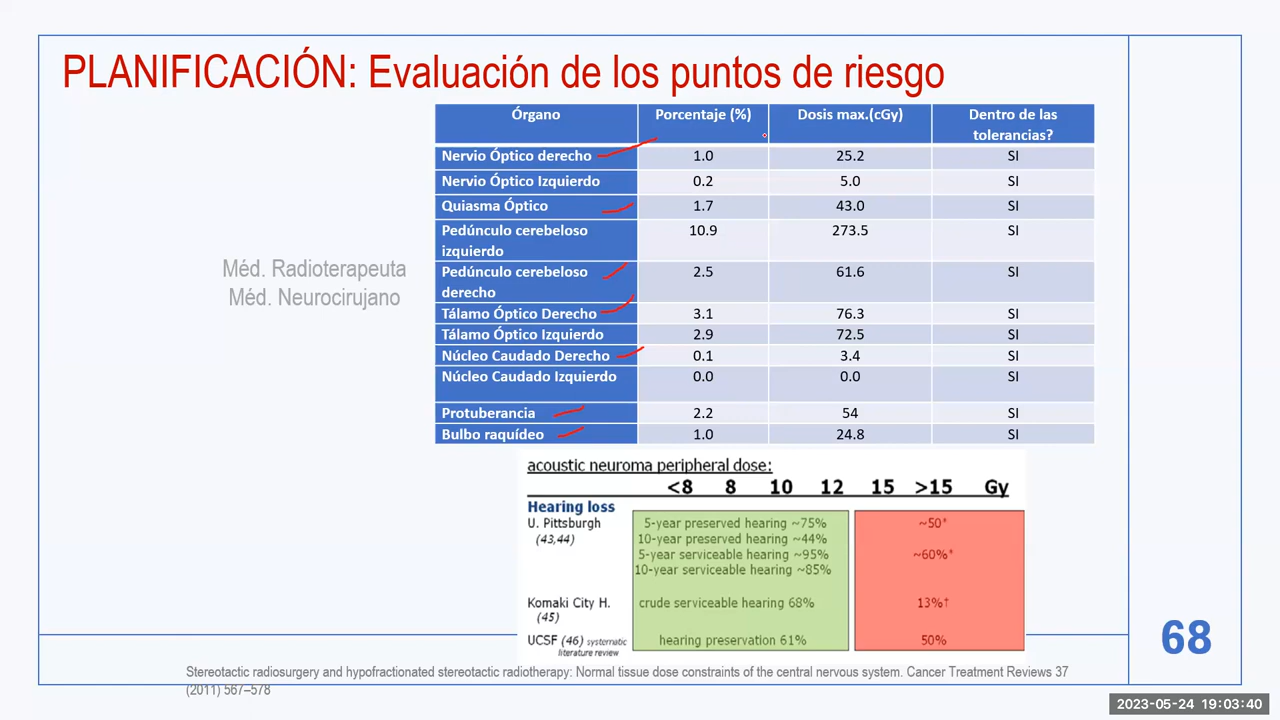 PLANIFICACIÓN: Evaluación de los puntos de riesgo
Méd. Radioterapeuta
Méd. Neurocirujano
Órgano Porcentaje (%) Dosis max.(cGy) Dentro de las
tolerancias?
Nervio Óptico derecho 1.0 25.2 SI
Nervio Óptico Izquierdo 0.2 5.0 SI
Quiasma Óptico 1.7 43.0 SI
Pedúnculo cerebeloso 10.9 273.5 SI
izquierdo
Pedúnculo cerebeloso 2.5 61.6 SI
derecho
Tálamo Óptico Derecho 3.1 76.3 SI
Tálamo Óptico Izquierdo 2.9 72.5 SI
Núcleo Caudado Derecho 0.1 3.4 SI
Núcleo Caudado Izquierdo 0.0 0.0 SI
Protuberancia 2.2 54 SI
Bulbo raquídeo 1.0 24.8 SI
acoustic neuroma peripheral dose:
<8 8 10 12 15 >15 Gy
Hearing loss
U. Pittsburgh 5-year preserved hearing ~75% ~50*
(43,44) 10-year preserved hearing ~44%
5-year serviceable hearing ~95% ~60%*
10-year serviceable hearing ~85%
Komaki City H. crude serviceable hearing 68% 13%†
(45)
UCSF (46) systematic hearing preservation 61% 50%
literature review
68
Stereotactic radiosurgery and hypofractionated stereotactic radiotherapy: Normal tissue dose constraints of the central nervous system. Cancer Treatment Reviews 37
(2011) 567–578
2023-05-24 19:03:40